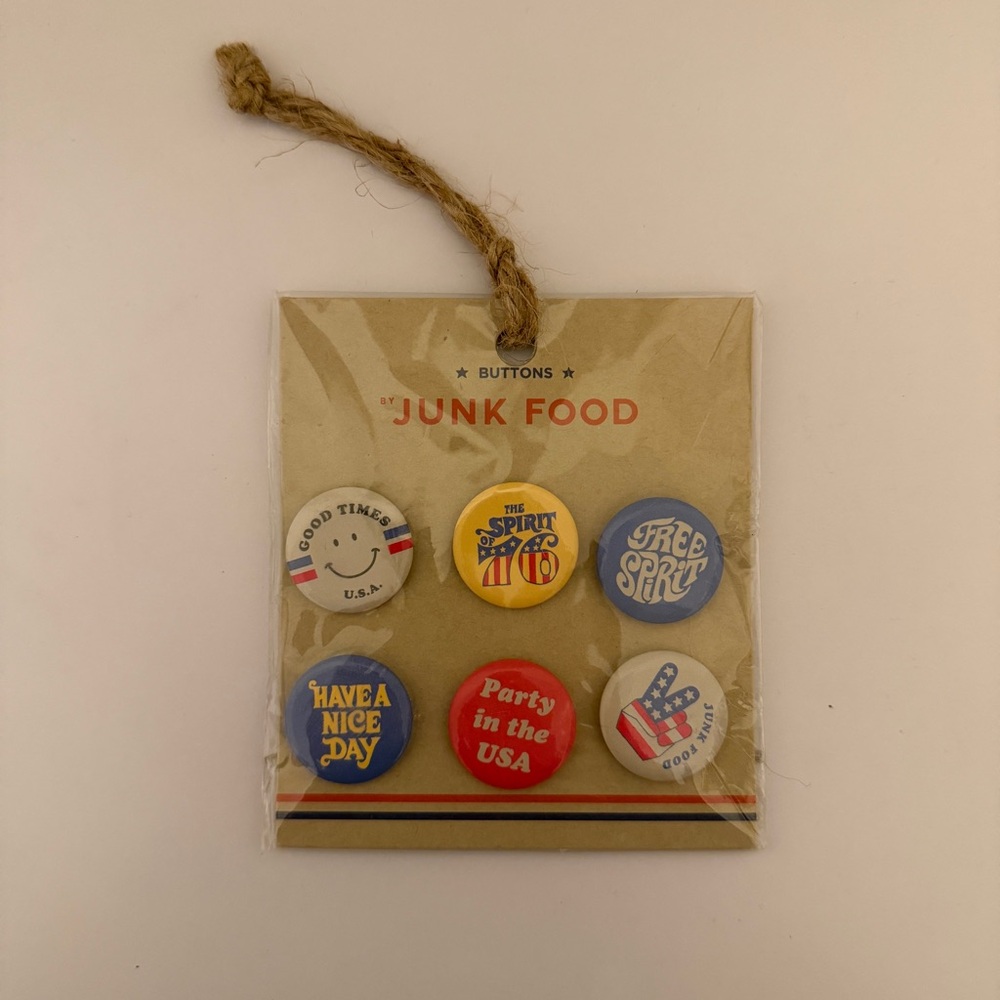 ★ BUTTONS ★
BY JUNK FOOD
GOOD TIMES
U.S.A.
THE
SPIRIT
OF
76
FREE
SPIRIT
HAVE A
NICE
DAY
Party
in the
USA
JUNK FOOD